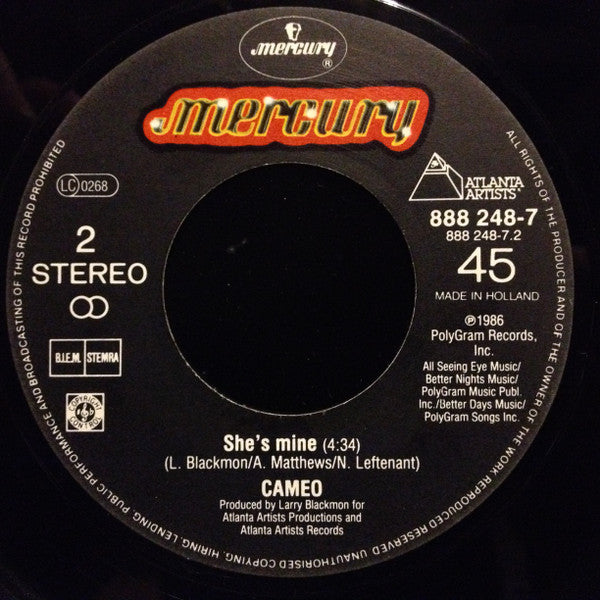 mercury
®
mercury
LC 0268
ATLANTA
ARTISTS
888 248-7
888 248-7.2
2
STEREO
45
MADE IN HOLLAND
℗1986
PolyGram Records,
Inc.
All Seeing Eye Music/
Better Nights Music/
PolyGram Music Publ.
Inc./Better Days Music/
PolyGram Songs Inc.
B.I.E.M. STEMRA
She's mine (4:34)
(L. Blackmon/A. Matthews/N. Leftenant)
CAMEO
Produced by Larry Blackmon for
Atlanta Artists Productions and
Atlanta Artists Records
ALL RIGHTS OF THE PRODUCER AND OF THE OWNER OF THE WORK REPRODUCED RESERVED UNAUTHORISED COPYING, HIRING, LENDING, PUBLIC PERFORMANCE AND BROADCASTING OF THIS RECORD PROHIBITED